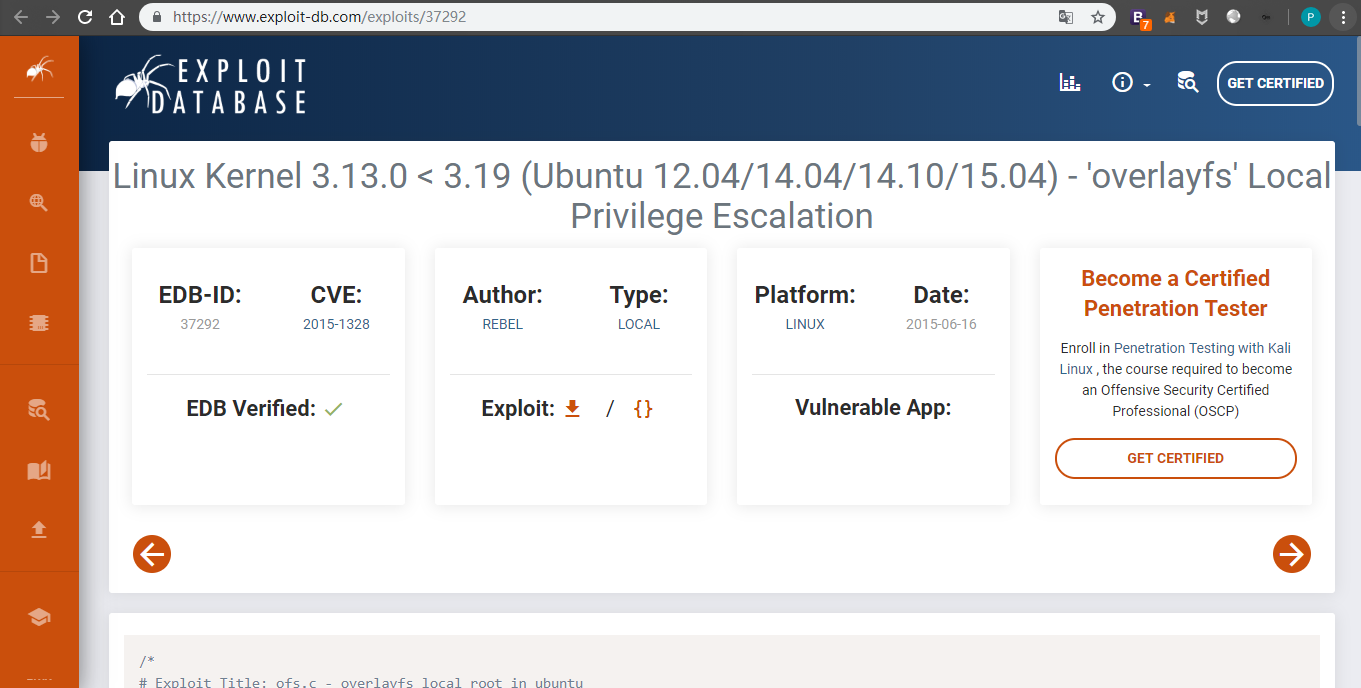 https://www.exploit-db.com/exploits/37292
B
7
P
EXPLOIT
DATABASE
GET CERTIFIED
Linux Kernel 3.13.0 < 3.19 (Ubuntu 12.04/14.04/14.10/15.04) - 'overlayfs' Local
Privilege Escalation
EDB-ID:
37292
CVE:
2015-1328
EDB Verified:
Author:
REBEL
Type:
LOCAL
Exploit:
/
{}
Platform:
LINUX
Date:
2015-06-16
Vulnerable App:
Become a Certified
Penetration Tester
Enroll in Penetration Testing with Kali
Linux , the course required to become
an Offensive Security Certified
Professional (OSCP)
GET CERTIFIED
/*
# Exploit Title: ofs.c - overlayfs local root in ubuntu